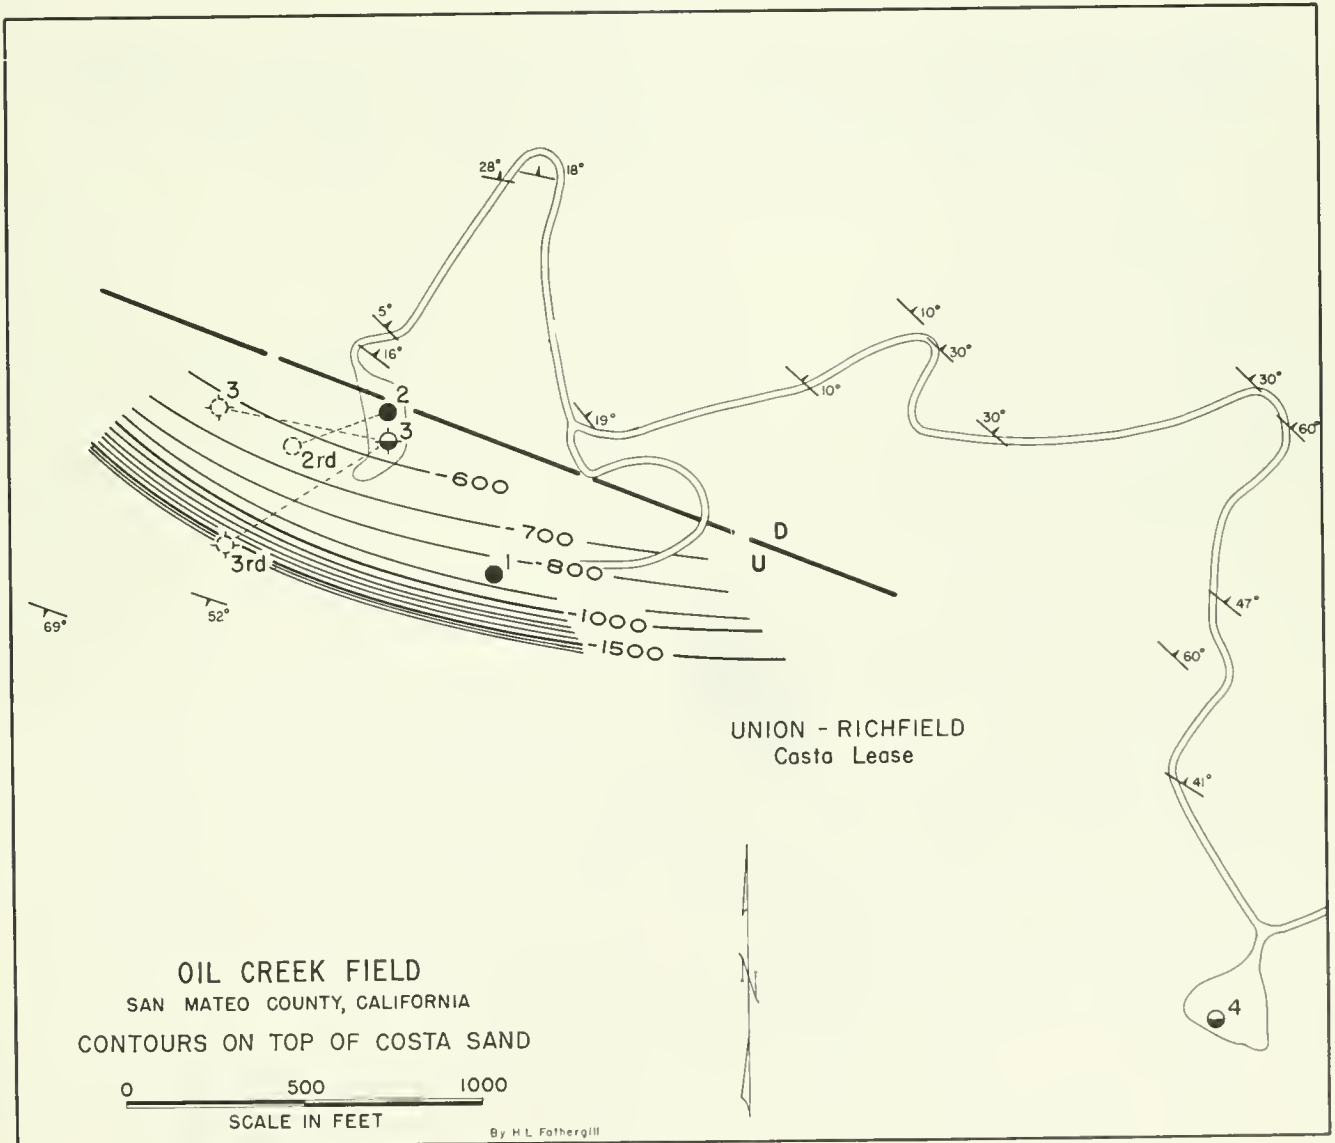 28°
18°
5°
16°
10°
30°
10°
30°
30°
60°
19°
3
2
3
2rd
-600
-700
D
U
1
-800
3rd
-1000
-1500
69°
52°
47°
60°
41°
UNION - RICHFIELD
Costa Lease
N
4
OIL CREEK FIELD
SAN MATEO COUNTY, CALIFORNIA
CONTOURS ON TOP OF COSTA SAND
0 500 1000
SCALE IN FEET
By H L Fothergill